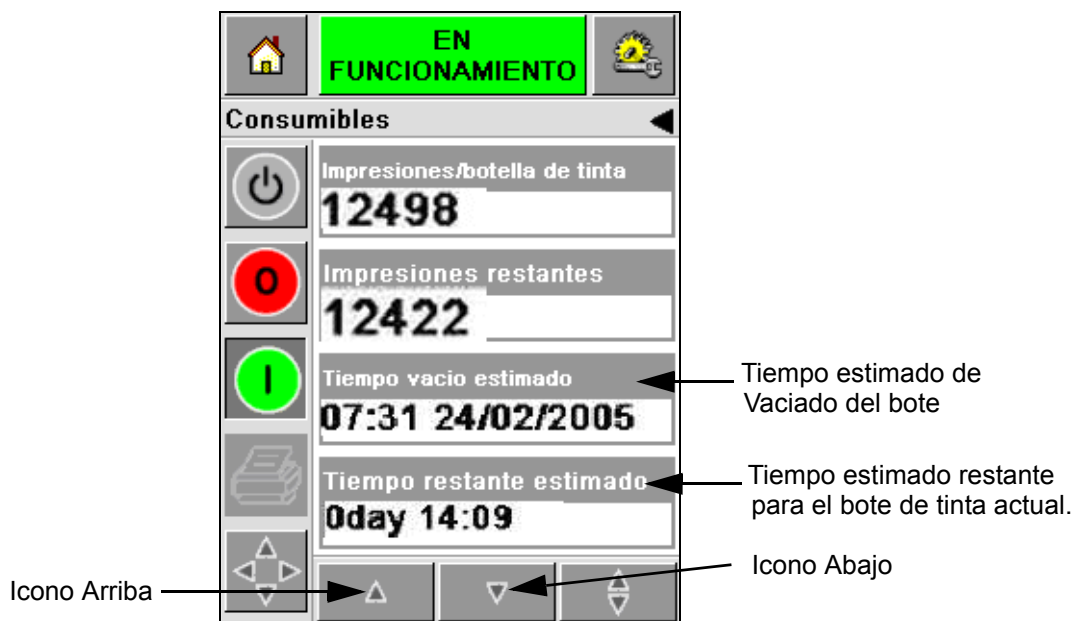 EN
FUNCIONAMIENTO
Consumibles
Impresiones/botella de tinta
12498
O
Impresiones restantes
12422
I
Tiempo vacio estimado
07:31 24/02/2005
Tiempo restante estimado
0day 14:09
Tiempo estimado de
Vaciado del bote
Tiempo estimado restante
para el bote de tinta actual.
Icono Abajo
Icono Arriba